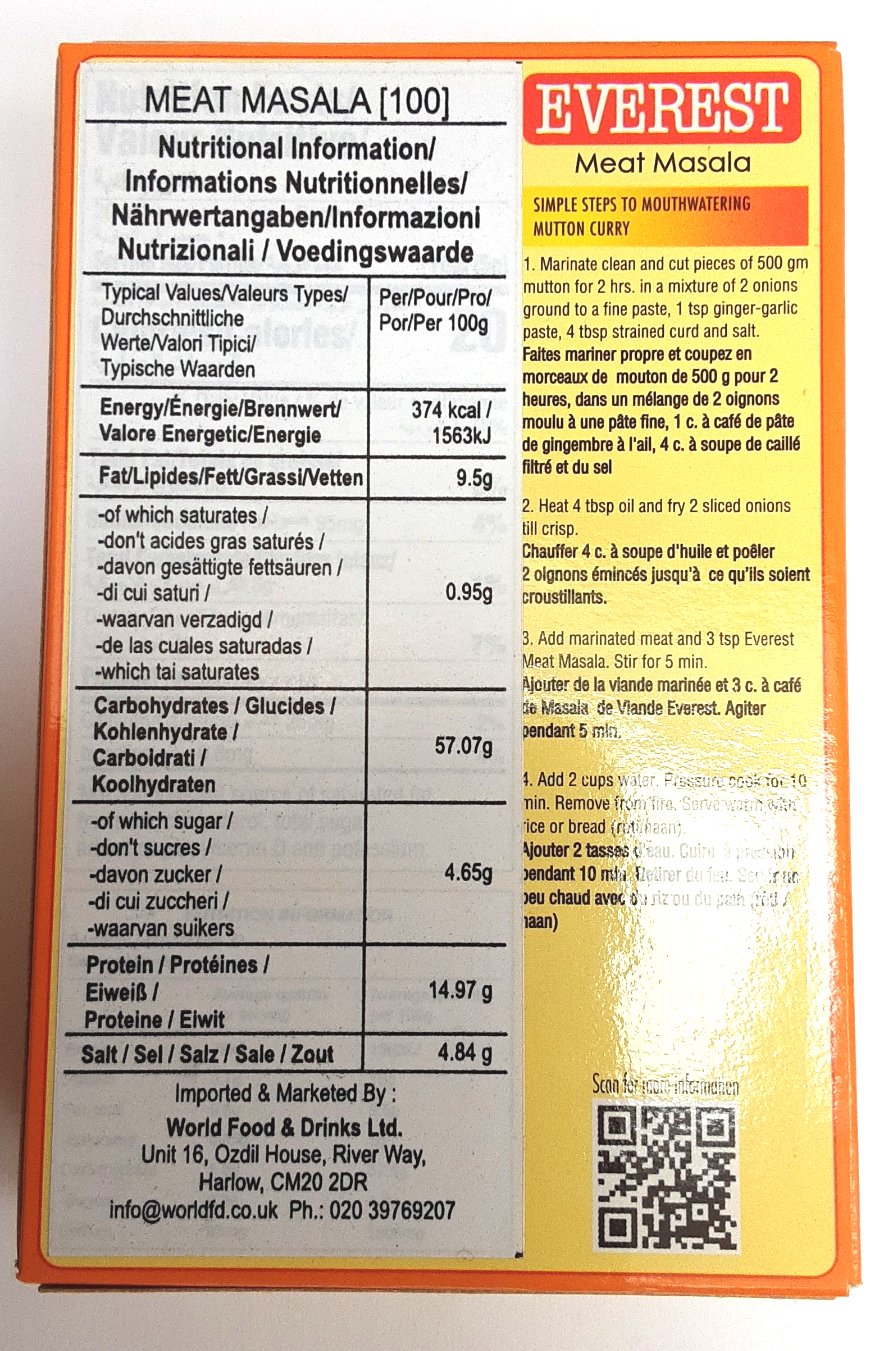 MEAT MASALA [100]
Nutritional Information/
Informations Nutritionnelles/
Nährwertangaben/Informazioni
Nutrizionali / Voedingswaarde
Typical Values/Valeurs Types/
Durchschnittliche
Werte/Valori Tipici/
Typische Waarden
Per/Pour/Pro/
Por/Per 100g
Energy/Énergie/Brennwert/
Valore Energetic/Energie
374 kcal /
1563kJ
Fat/Lipides/Fett/Grassi/Vetten
9.5g
-of which saturates /
-don't acides gras saturés /
-davon gesättigte fettsäuren /
-di cui saturi /
-waarvan verzadigd /
-de las cuales saturadas /
-which tai saturates
0.95g
Carbohydrates / Glucides /
Kohlenhydrate /
Carboidrati /
Koolhydraten
57.07g
-of which sugar /
-don't sucres /
-davon zucker /
-di cui zuccheri /
-waarvan suikers
4.65g
Protein / Protéines /
Eiweiß /
Proteine / Eiwit
14.97 g
Salt / Sel / Salz / Sale / Zout
4.84 g
Imported & Marketed By :
World Food & Drinks Ltd.
Unit 16, Ozdil House, River Way,
Harlow, CM20 2DR
info@worldfd.co.uk Ph.: 020 39769207
EVEREST
Meat Masala
SIMPLE STEPS TO MOUTHWATERING
MUTTON CURRY
1. Marinate clean and cut pieces of 500 gm
mutton for 2 hrs. in a mixture of 2 onions
ground to a fine paste, 1 tsp ginger-garlic
paste, 4 tbsp strained curd and salt.
Faites mariner propre et coupez en
morceaux de mouton de 500 g pour 2
heures, dans un mélange de 2 oignons
moulu à une pâte fine, 1 c. à café de pâte
de gingembre à l'ail, 4 c. à soupe de caillé
filtré et du sel
2. Heat 4 tbsp oil and fry 2 sliced onions
till crisp.
Chauffer 4 c. à soupe d'huile et poêler
2 oignons émincés jusqu'à ce qu'ils soient
croustillants.
3. Add marinated meat and 3 tsp Everest
Meat Masala. Stir for 5 min.
Ajouter de la viande marinée et 3 c. à café
de Masala de Viande Everest. Agiter
pendant 5 min.
4. Add 2 cups water. Pressure cook for 10
min. Remove from fire. Serve warm with
rice or bread (roti/naan).
Ajouter 2 tasses d'eau. Cuire à pression
pendant 10 min. Retirer du feu. Servir un
peu chaud avec du riz ou du pain (roti /
naan)
Scan for more information